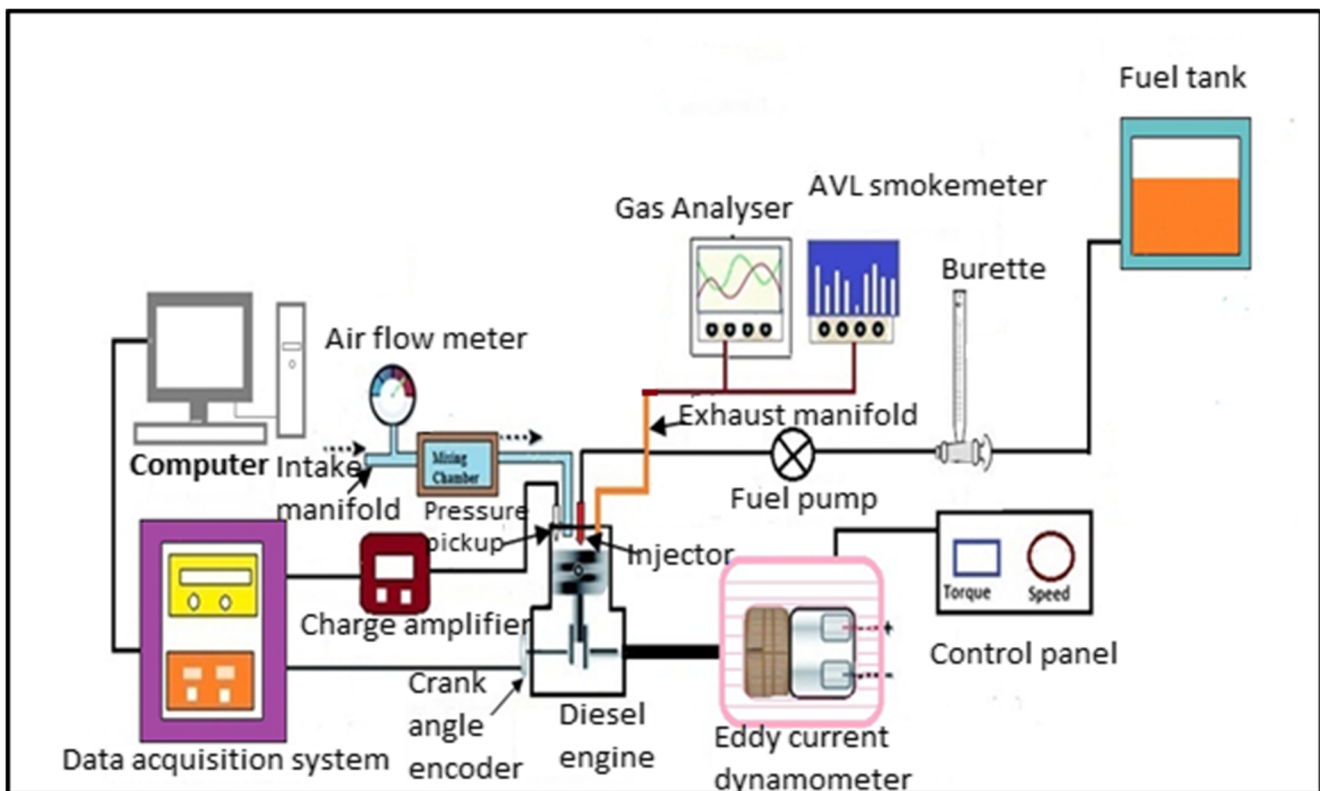 Fuel tank
AVL smokemeter
Gas Analyser
Burette
Air flow meter
Exhaust manifold
Computer
Intake
manifold
Mixing
Chamber
Pressure
pickup
Fuel pump
Injector
Torque
Speed
Charge amplifier
Control panel
Crank
angle
encoder
Diesel
engine
Eddy current
dynamometer
Data acquisition system